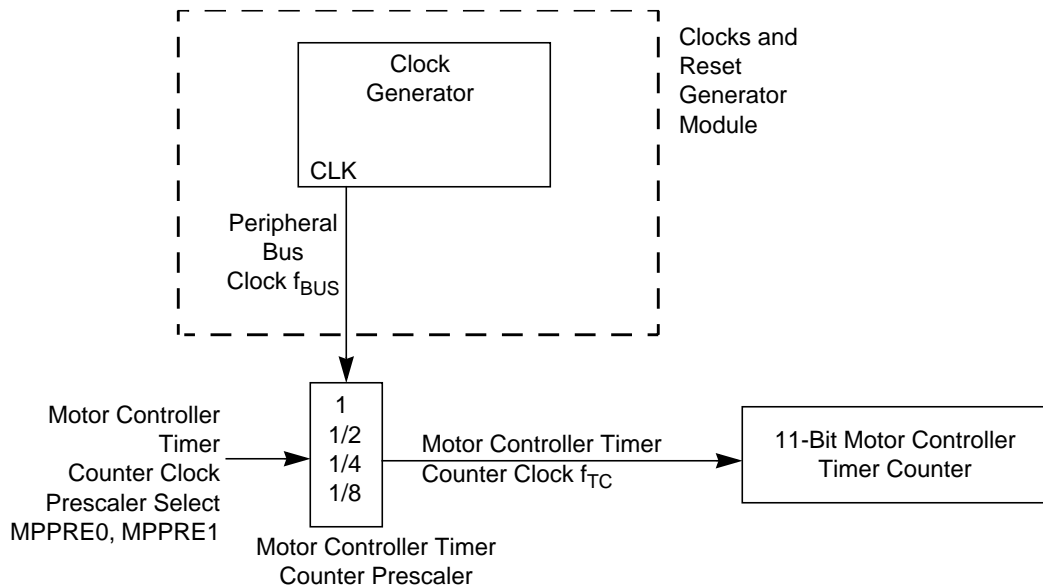 Clock
Generator
CLK
Clocks and
Reset
Generator
Module
Peripheral
Bus
Clock fBUS
Motor Controller
Timer
Counter Clock
Prescaler Select
MPPRE0, MPPRE1
1
1/2
1/4
1/8
Motor Controller Timer
Counter Prescaler
Motor Controller Timer
Counter Clock fTC
11-Bit Motor Controller
Timer Counter